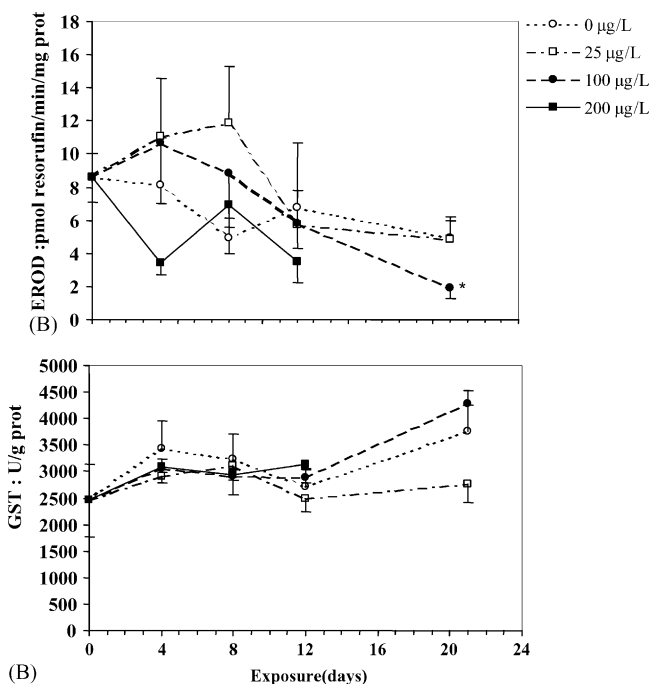 18
16
14
12
10
8
6
4
2
0
EROD :pmol resorufin/min/mg prot
(B)
*
0 µg/L
25 µg/L
100 µg/L
200 µg/L
5000
4500
4000
3500
3000
2500
2000
1500
1000
500
0
GST : U/g prot
0 4 8 12 16 20 24
Exposure(days)
(B)